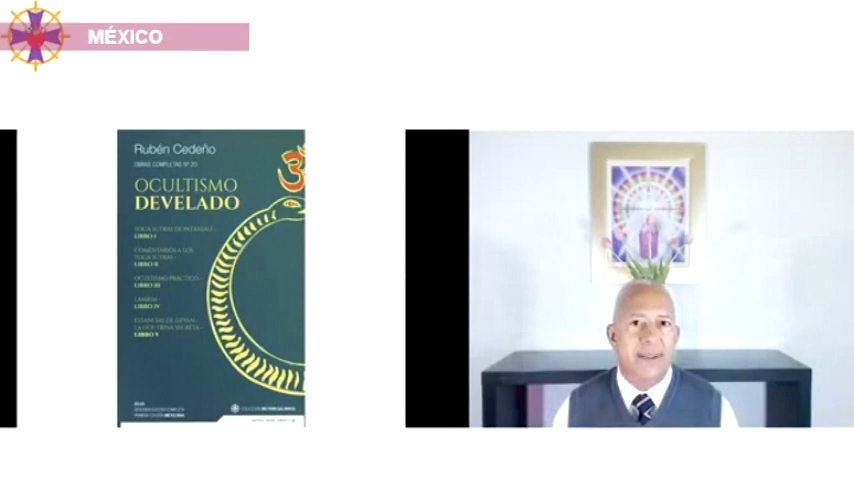 MÉXICO
Rubén Cedeño
OBRAS COMPLETAS Nº 20
OCULTISMO
DEVELADO
YOGA SUTRAS DE PATANJALI -
LIBRO I
COMENTARIOS A LOS
YOGA SUTRAS -
LIBRO II
OCULTISMO PRÁCTICO -
LIBRO III
LIBRO IV
ESTANCIAS DE DZYAN -
LA DOCTRINA SECRETA -
LIBRO V